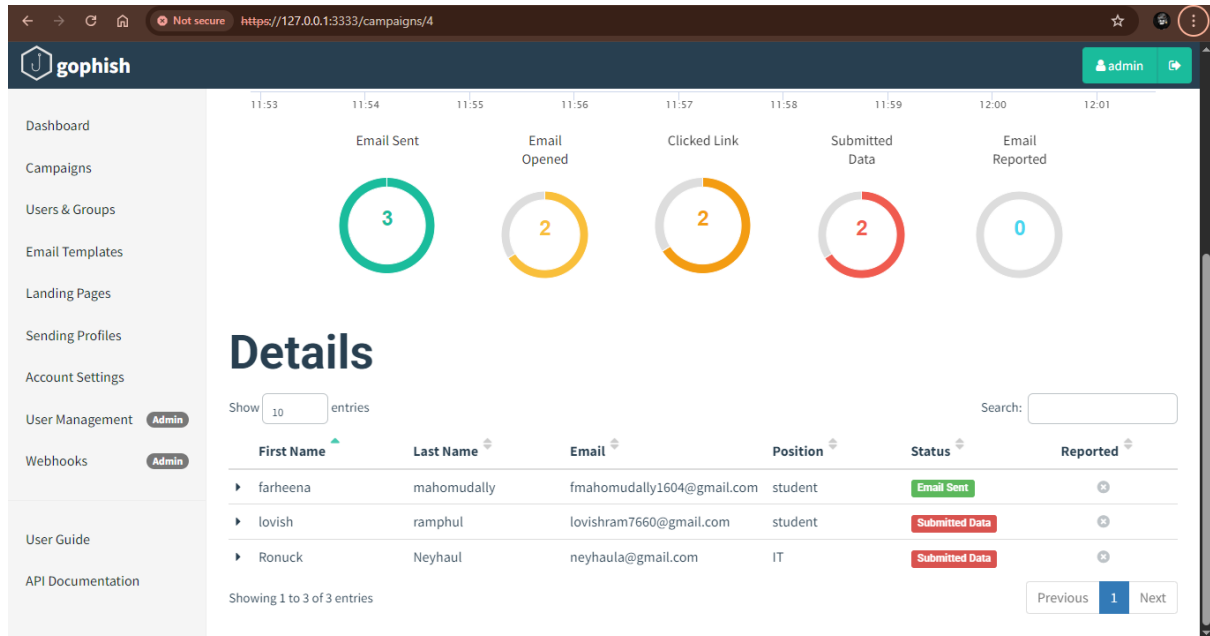 Not secure https://127.0.0.1:3333/campaigns/4
gophish
admin
Dashboard
Campaigns
Users & Groups
Email Templates
Landing Pages
Sending Profiles
Account Settings
User Management Admin
Webhooks Admin
User Guide
API Documentation
11:53 11:54 11:55 11:56 11:57 11:58 11:59 12:00 12:01
Email Sent
3
Email
Opened
2
Clicked Link
2
Submitted
Data
2
Email
Reported
0
Details
Show 10 entries
Search:
First Name Last Name Email Position Status Reported
farheena mahomudally fmahomudally1604@gmail.com student Email Sent
lovish ramphul lovishram7660@gmail.com student Submitted Data
Ronuck Neyhaul neyhaula@gmail.com IT Submitted Data
Showing 1 to 3 of 3 entries
Previous 1 Next